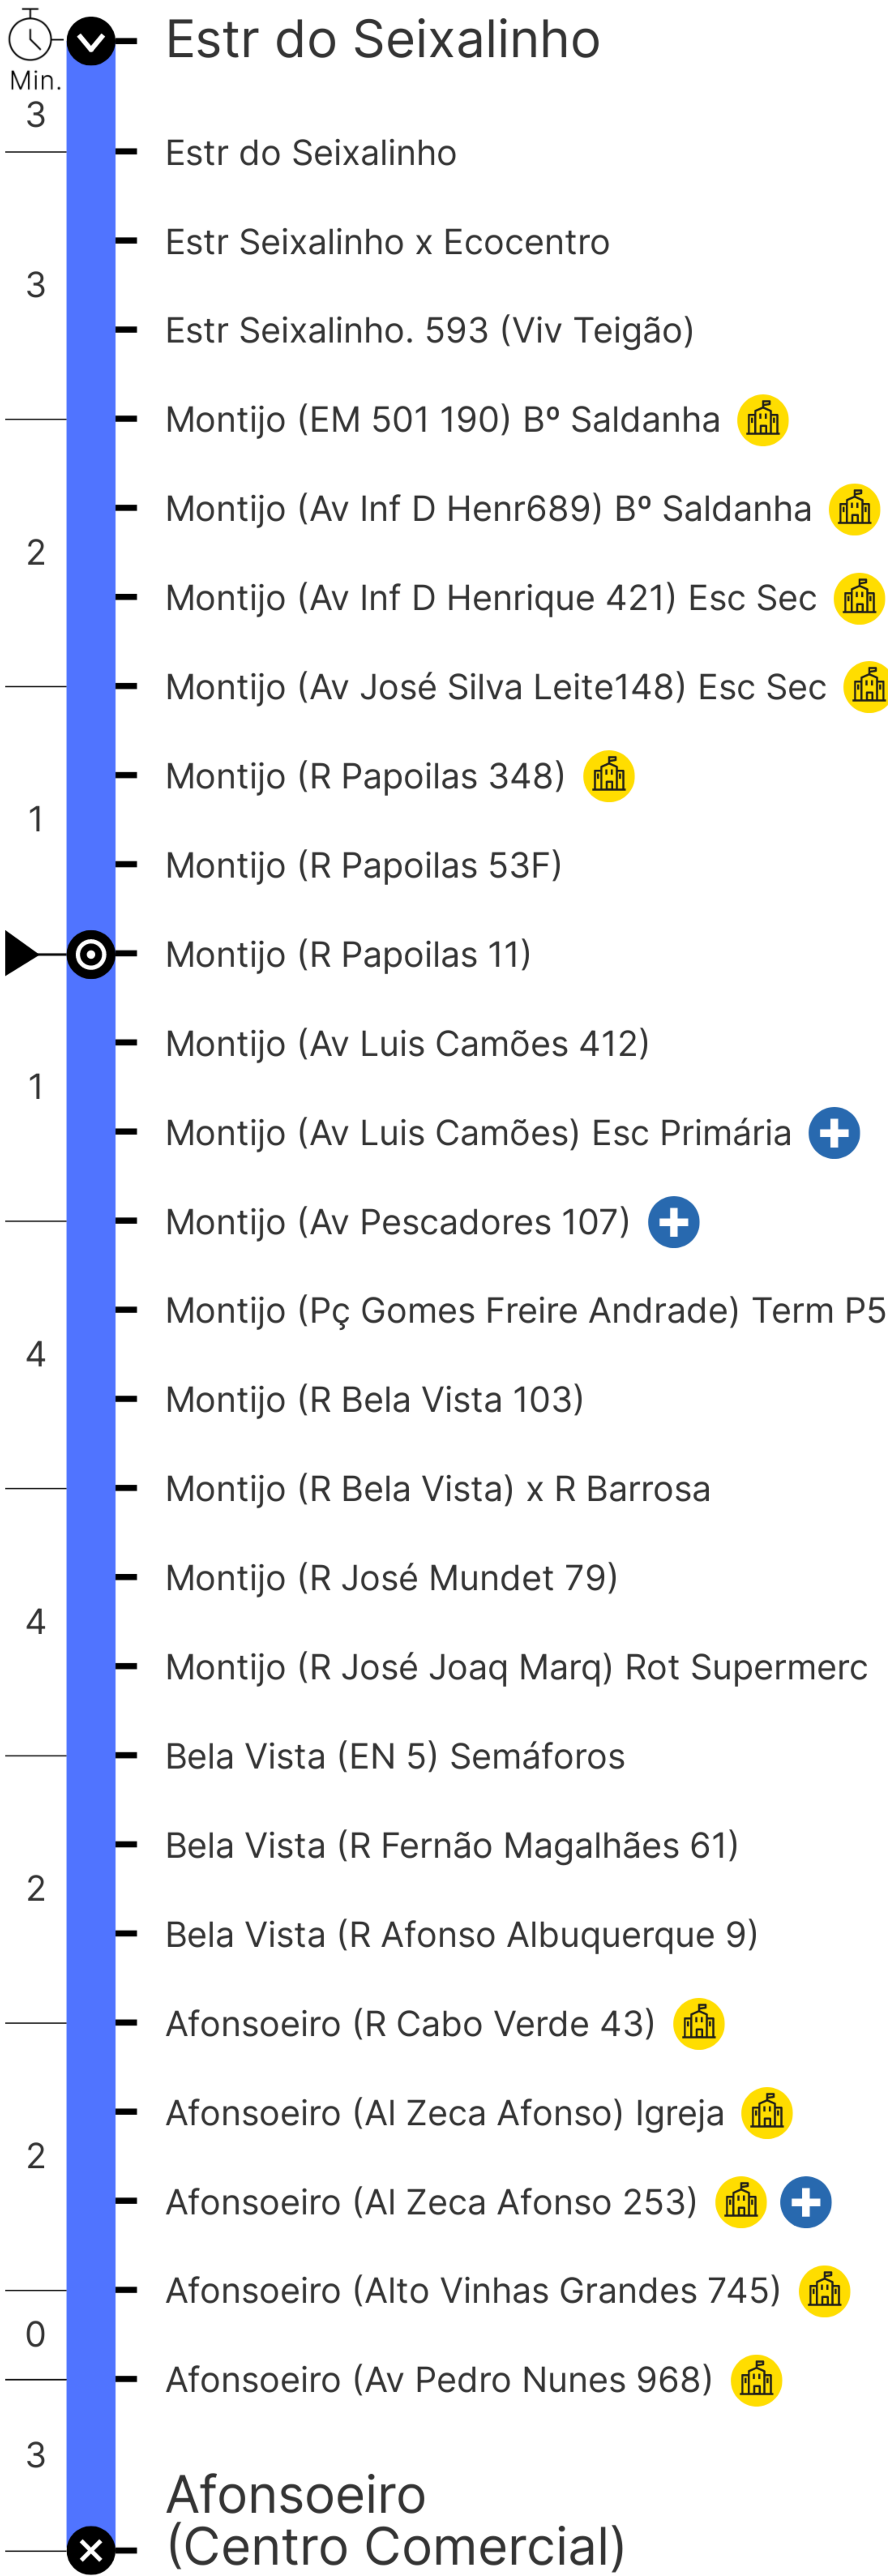 Estr do Seixalinho
Min.
3
Estr do Seixalinho
Estr Seixalinho x Ecocentro
3
Estr Seixalinho. 593 (Viv Teigão)
Montijo (EM 501 190) Bº Saldanha
Montijo (Av Inf D Henr689) Bº Saldanha
2
Montijo (Av Inf D Henrique 421) Esc Sec
Montijo (Av José Silva Leite148) Esc Sec
Montijo (R Papoilas 348)
1
Montijo (R Papoilas 53F)
Montijo (R Papoilas 11)
Montijo (Av Luis Camões 412)
1
Montijo (Av Luis Camões) Esc Primária
Montijo (Av Pescadores 107)
Montijo (Pç Gomes Freire Andrade) Term P5
4
Montijo (R Bela Vista 103)
Montijo (R Bela Vista) x R Barrosa
Montijo (R José Mundet 79)
4
Montijo (R José Joaq Marq) Rot Supermerc
Bela Vista (EN 5) Semáforos
Bela Vista (R Fernão Magalhães 61)
2
Bela Vista (R Afonso Albuquerque 9)
Afonsoeiro (R Cabo Verde 43)
Afonsoeiro (Al Zeca Afonso) Igreja
2
Afonsoeiro (Al Zeca Afonso 253)
Afonsoeiro (Alto Vinhas Grandes 745)
0
Afonsoeiro (Av Pedro Nunes 968)
3
Afonsoeiro
(Centro Comercial)